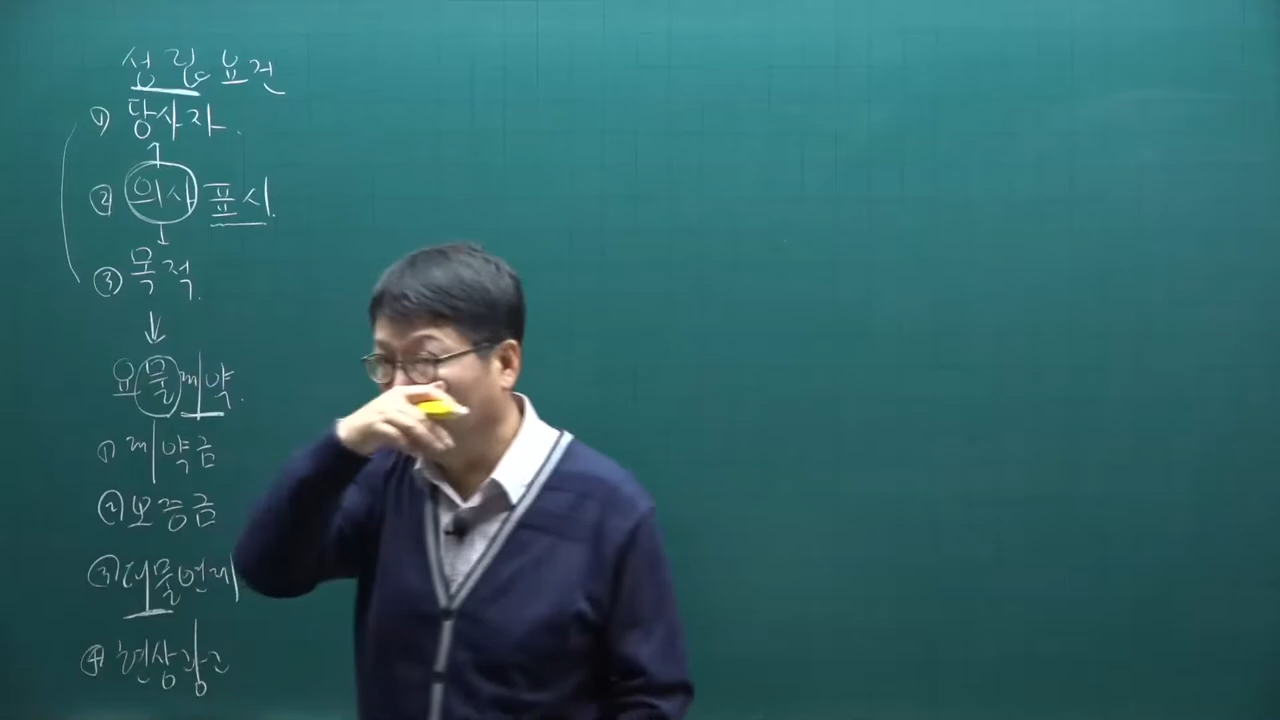 성립요건
① 당사자.
② 의사표시.
③ 목적.
요물계약.
① 계약금
② 보증금
③ 대물변제
④ 현상광고